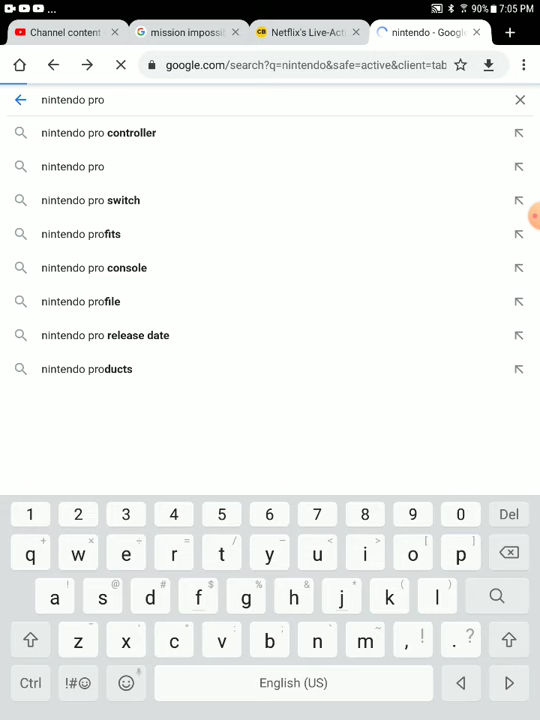 90% 7:05 PM
Channel content
mission impossi
Netflix's Live-Acti
nintendo - Google
google.com/search?q=nintendo&safe=active&client=tab
nintendo pro
nintendo pro controller
nintendo pro
nintendo pro switch
nintendo profits
nintendo pro console
nintendo profile
nintendo pro release date
nintendo products
1 2 3 4 5 6 7 8 9 0 Del
+ × ÷ = / _ < > [ ]
q w e r t y u i o p
! @ # $ % & * ( )
a s d f g h j k l
- ' " : ; ! ?
z x c v b n m , .
Ctrl !#☺ English (US)